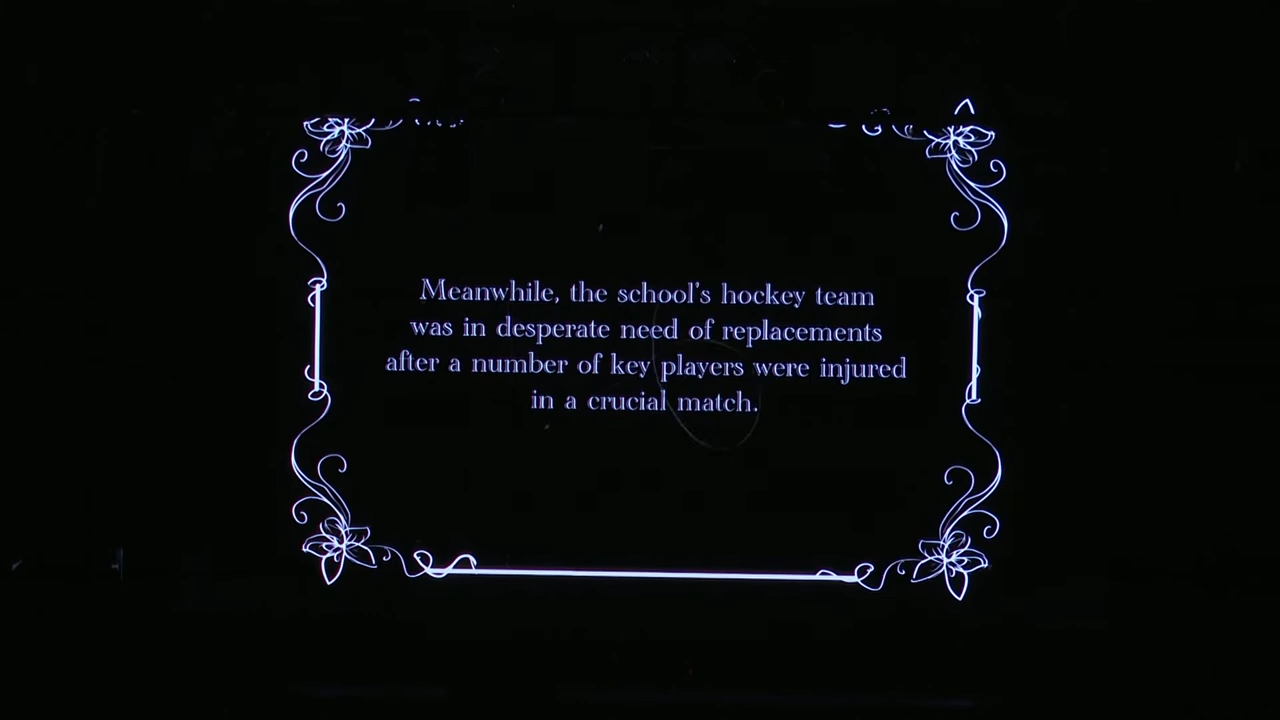 Meanwhile, the school's hockey team
was in desperate need of replacements
after a number of key players were injured
in a crucial match.